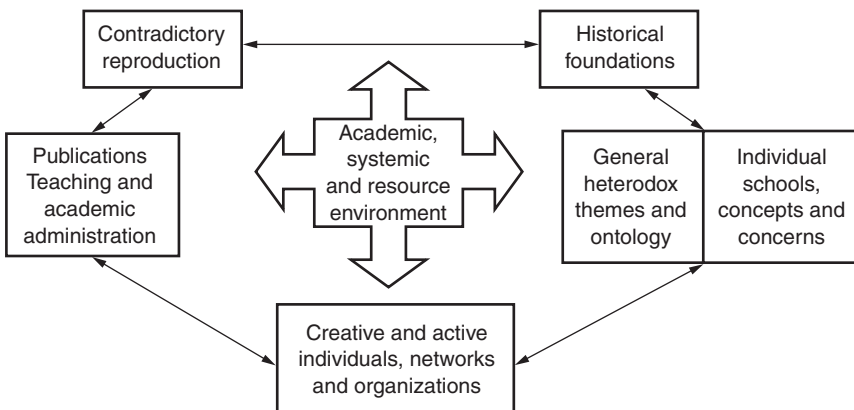 Contradictory
reproduction
Historical
foundations
Academic,
systemic
and resource
environment
Publications
Teaching and
academic
administration
General
heterodox
themes and
ontology
Individual
schools,
concepts and
concerns
Creative and active
individuals, networks
and organizations